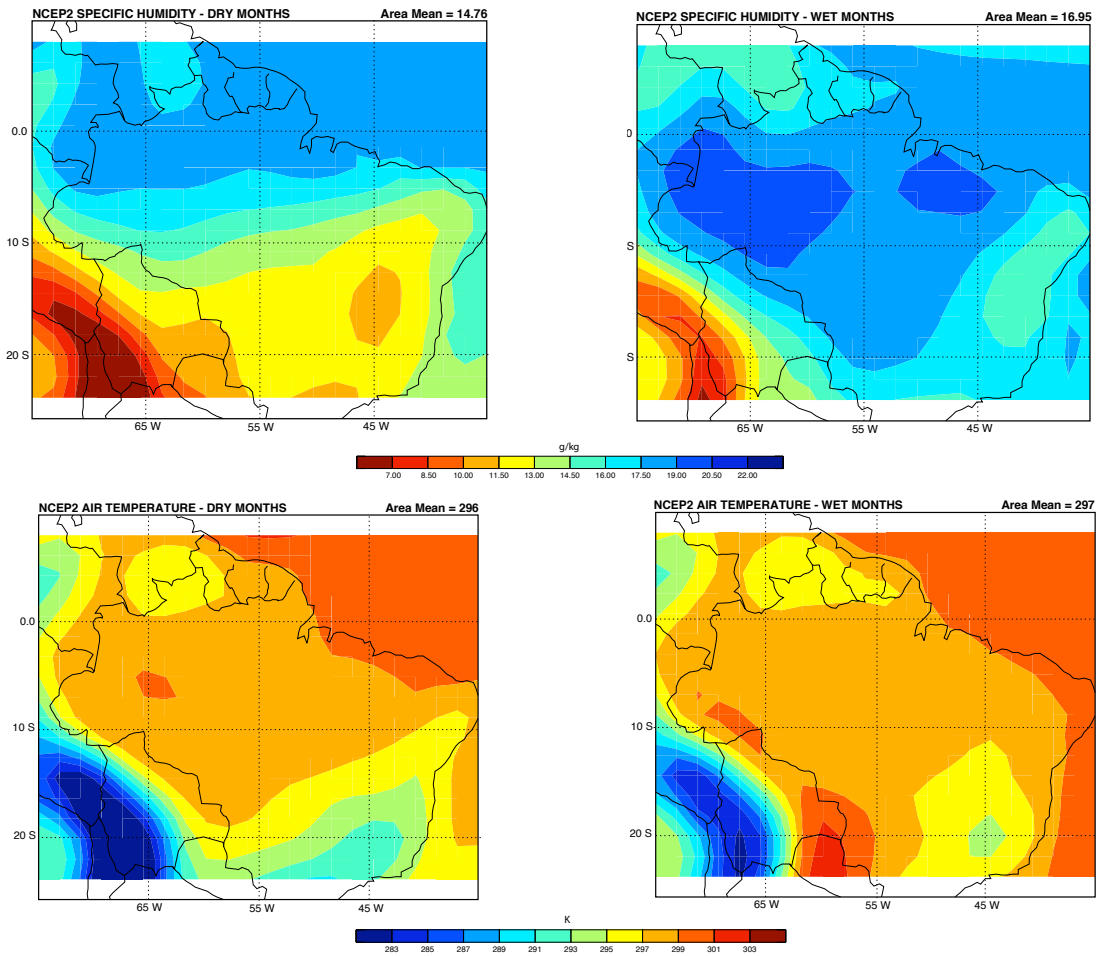 NCEP2 SPECIFIC HUMIDITY - DRY MONTHS Area Mean = 14.76
0.0
10 S
20 S
65 W 55 W 45 W
NCEP2 SPECIFIC HUMIDITY - WET MONTHS Area Mean = 16.95
0
S
S
65 W 55 W 45 W
g/kg
7.00 8.50 10.00 11.50 13.00 14.50 16.00 17.50 19.00 20.50 22.00
NCEP2 AIR TEMPERATURE - DRY MONTHS Area Mean = 296
0.0
10 S
20 S
65 W 55 W 45 W
NCEP2 AIR TEMPERATURE - WET MONTHS Area Mean = 297
0.0
10 S
20 S
65 W 55 W 45 W
K
283 285 287 289 291 293 295 297 299 301 303